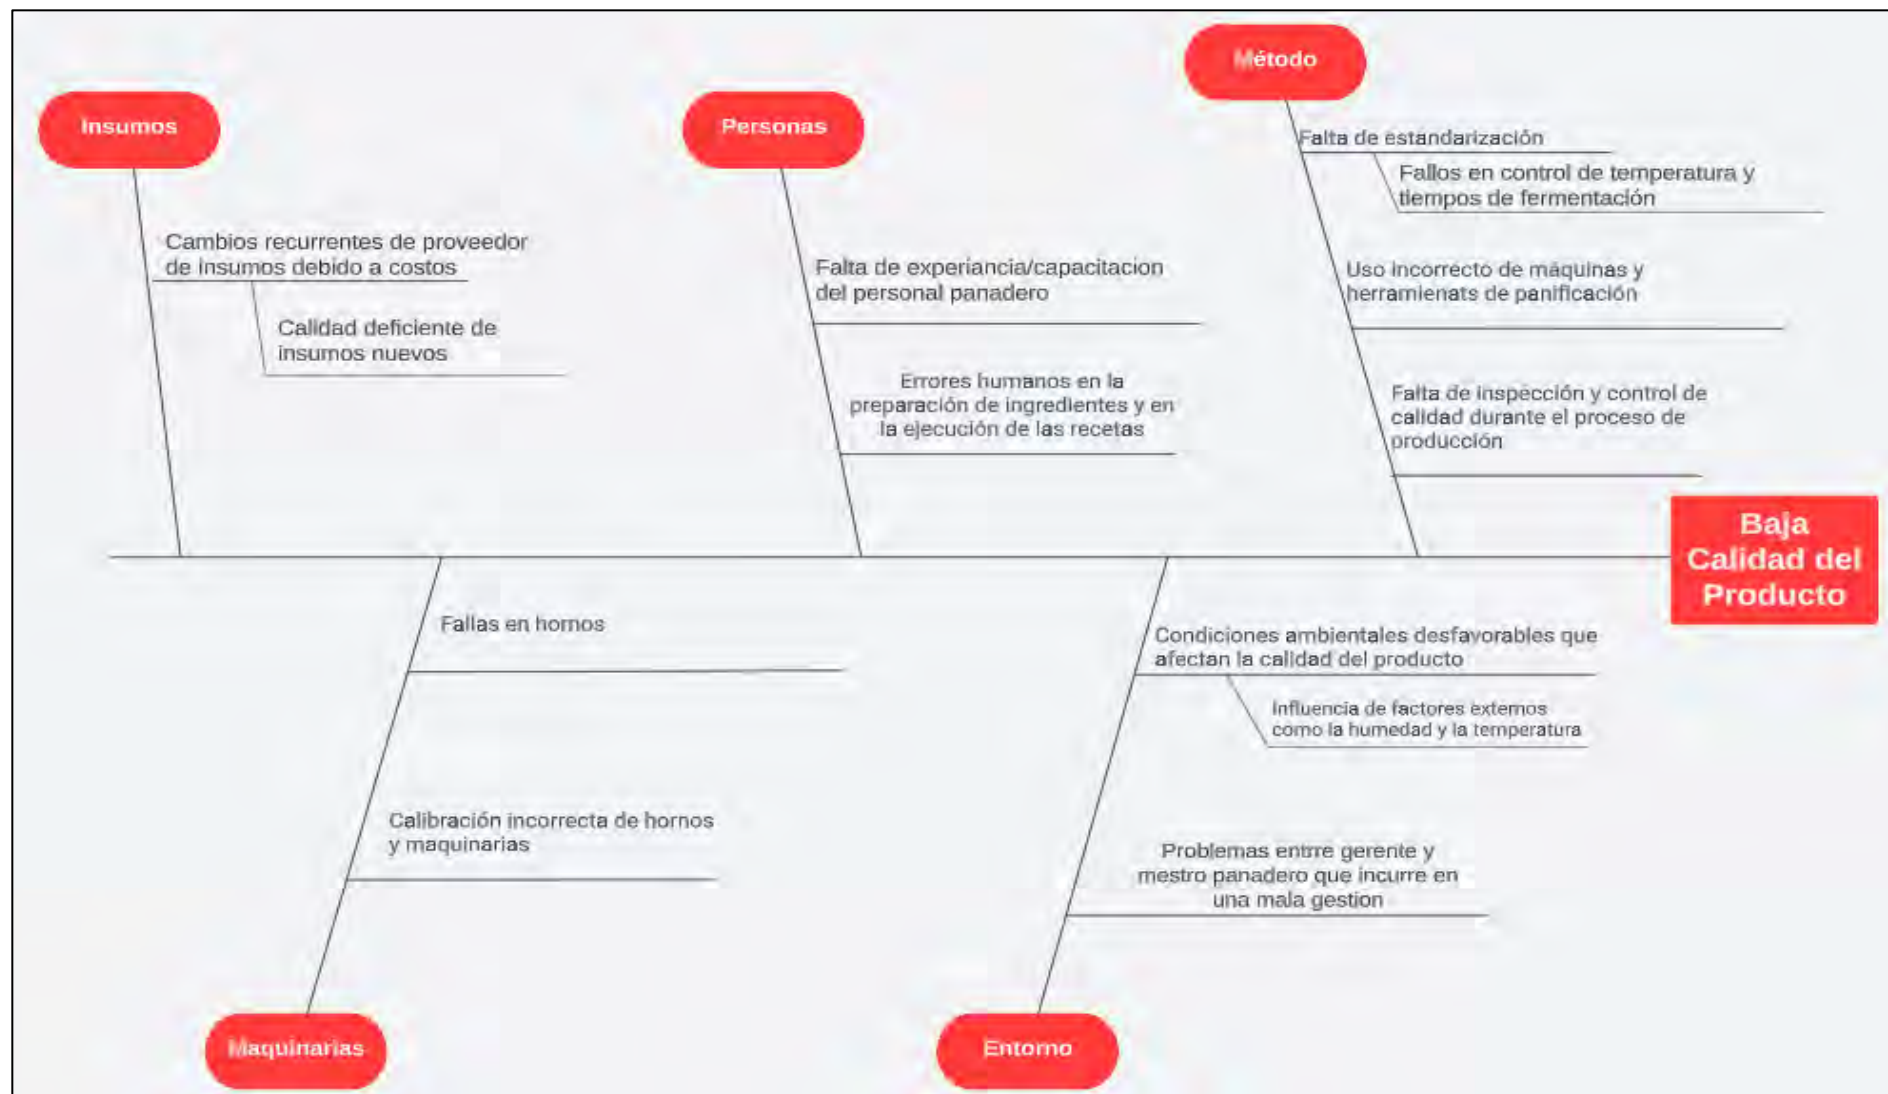 Método
Insumos
Personas
Falta de estandarización
Fallos en control de temperatura y
tiempos de fermentación
Cambios recurrentes de proveedor
de insumos debido a costos
Falta de experiancia/capacitacion
del personal panadero
Uso incorrecto de máquinas y
herramienats de panificación
Calidad deficiente de
insumos nuevos
Errores humanos en la
preparación de ingredientes y en
la ejecución de las recetas
Falta de inspección y control de
calidad durante el proceso de
producción
Baja
Calidad del
Producto
Fallas en hornos
Condiciones ambientales desfavorables que
afectan la calidad del producto
Influencia de factores externos
como la humedad y la temperatura
Calibración incorrecta de hornos
y maquinarias
Problemas entrre gerente y
mestro panadero que incurre en
una mala gestion
Maquinarias
Entorno